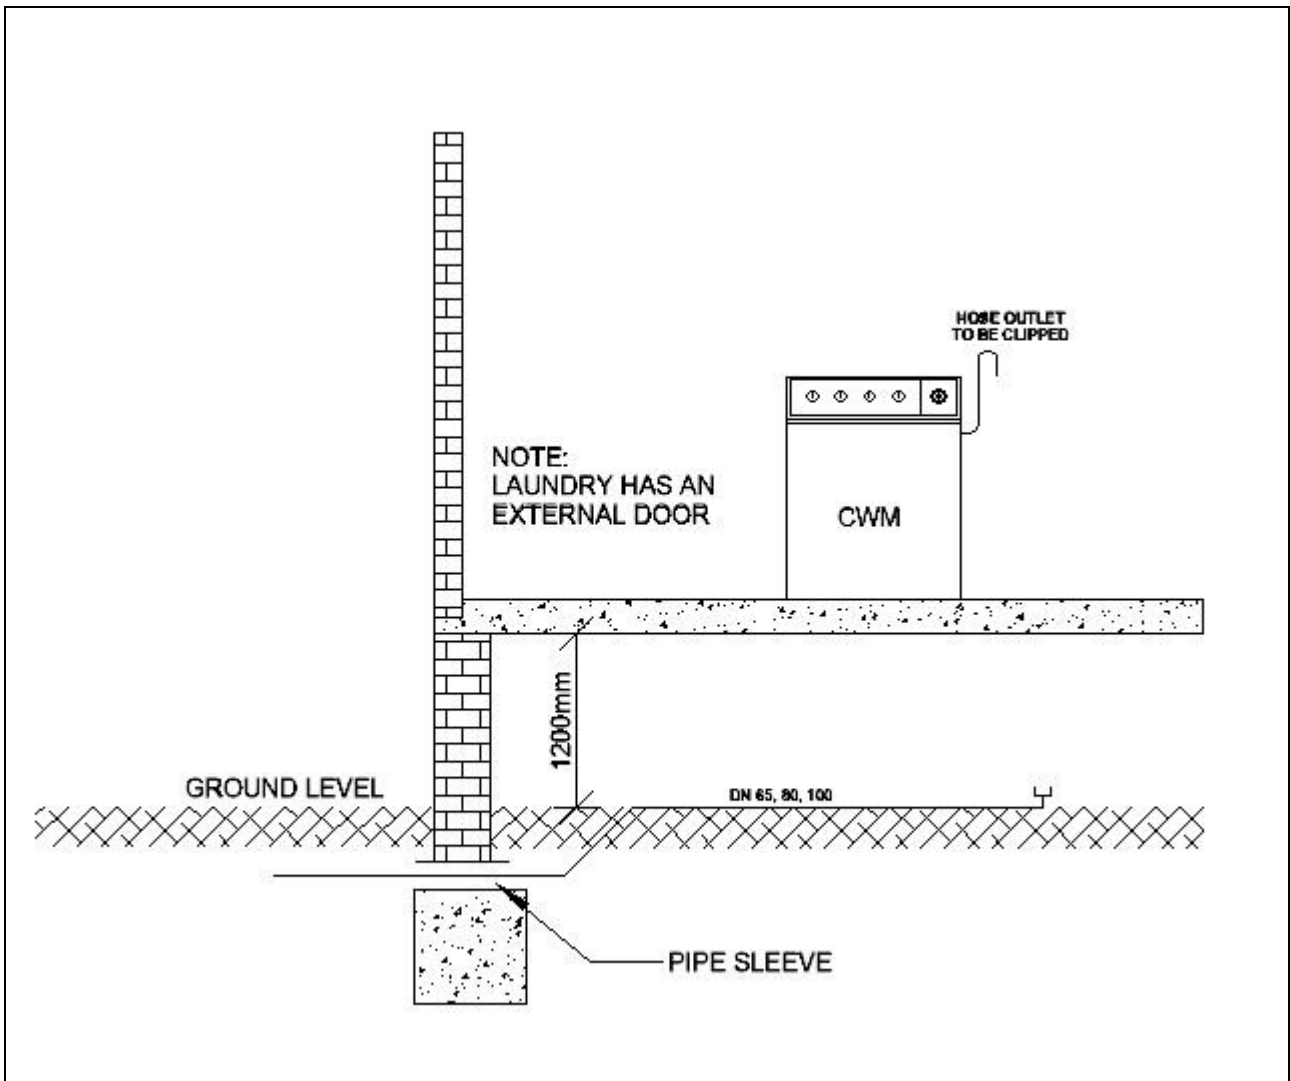 HOSE OUTLET
TO BE CLIPPED
NOTE:
LAUNDRY HAS AN
EXTERNAL DOOR
CWM
1200mm
GROUND LEVEL
DN 65, 80, 100
PIPE SLEEVE